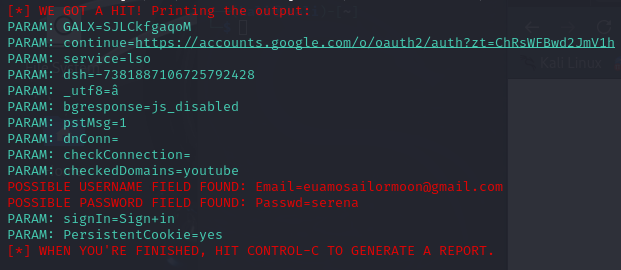 [*] WE GOT A HIT! Printing the output:
PARAM: GALX=SJLCkfgaqoM
PARAM: continue=https://accounts.google.com/o/oauth2/auth?zt=ChRsWFBwd2JmV1h
PARAM: service=lso
PARAM: dsh=-7381887106725792428
PARAM: _utf8=â
PARAM: bgresponse=js_disabled
PARAM: pstMsg=1
PARAM: dnConn=
PARAM: checkConnection=
PARAM: checkedDomains=youtube
POSSIBLE USERNAME FIELD FOUND: Email=euamosailormoon@gmail.com
POSSIBLE PASSWORD FIELD FOUND: Passwd=serena
PARAM: signIn=Sign+in
PARAM: PersistentCookie=yes
[*] WHEN YOU'RE FINISHED, HIT CONTROL-C TO GENERATE A REPORT.
Kali Linux